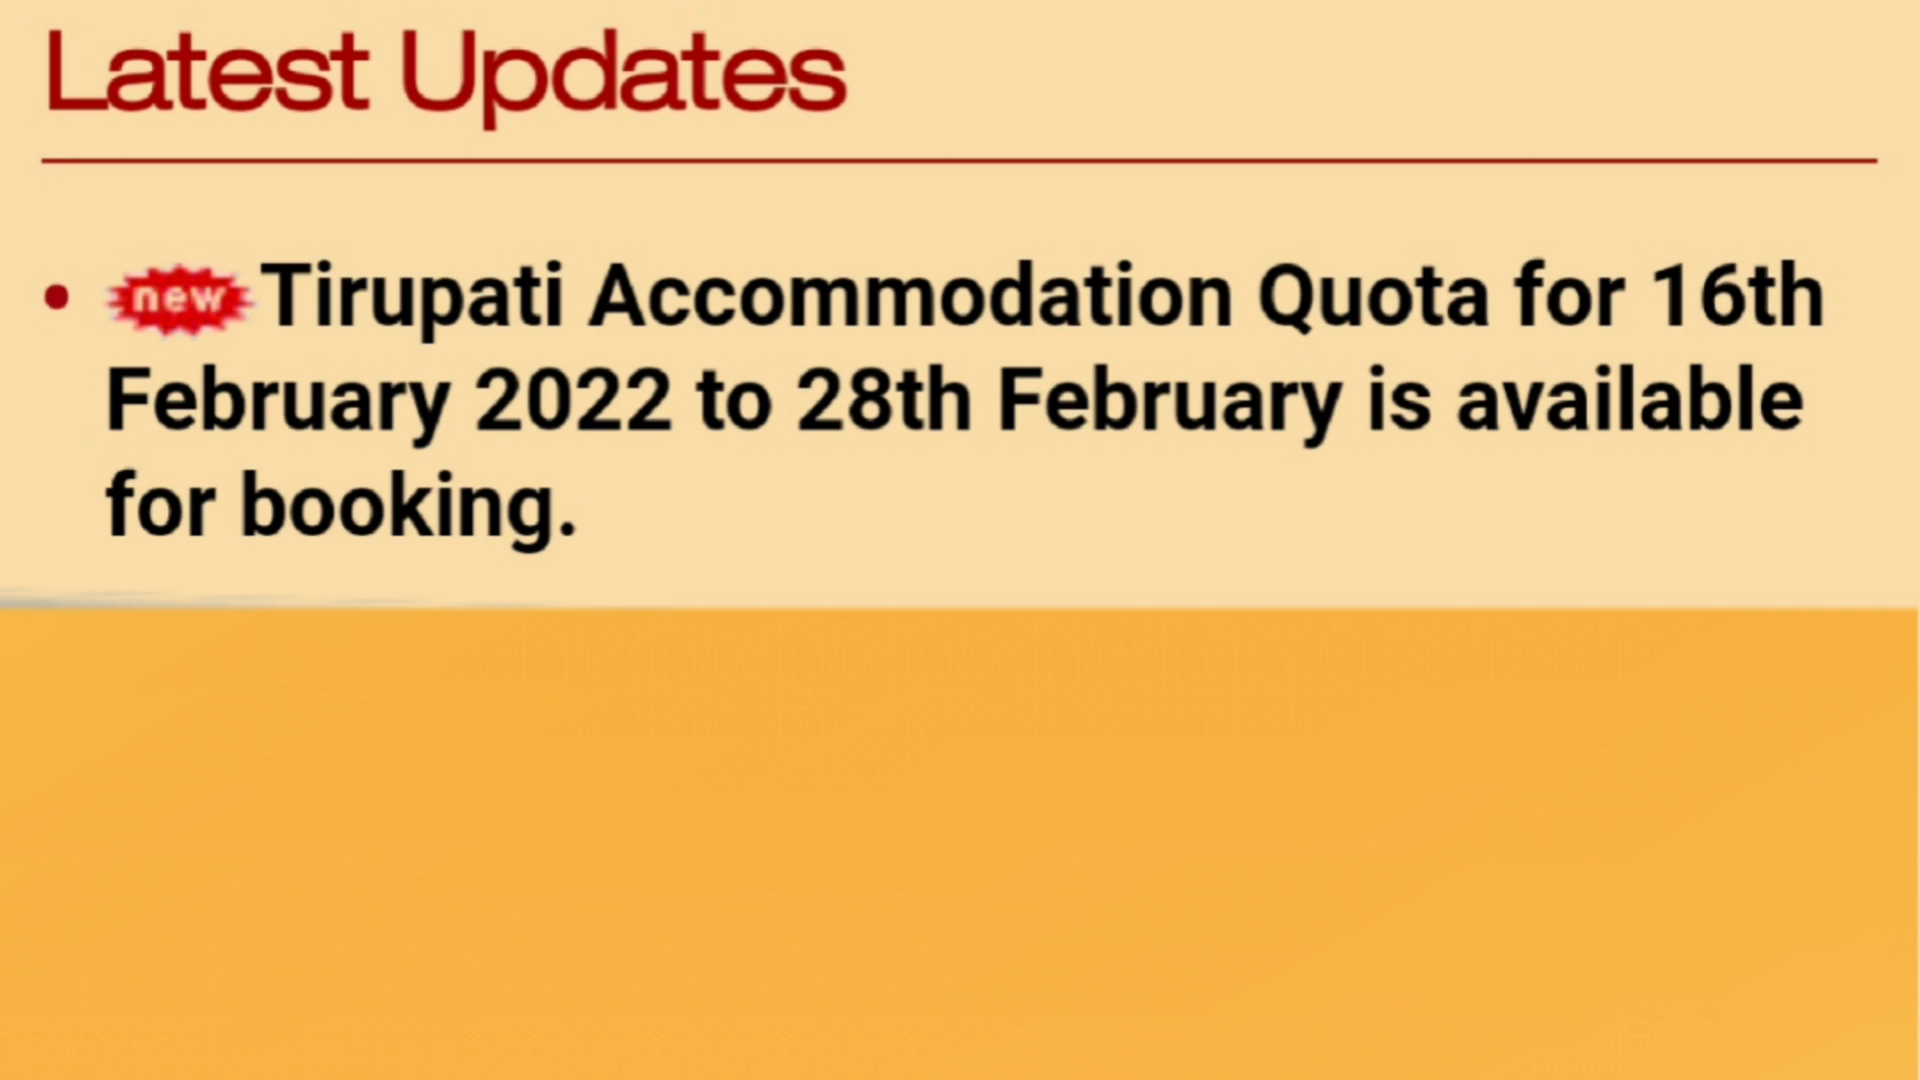 Latest Updates
• new Tirupati Accommodation Quota for 16th
February 2022 to 28th February is available
for booking.